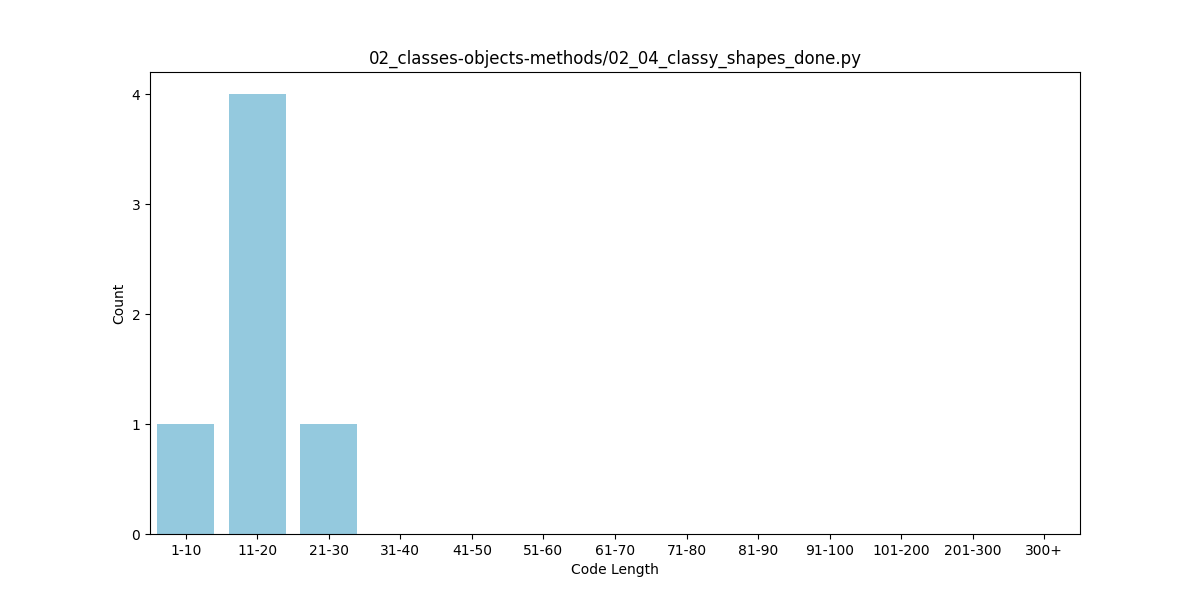 02_classes-objects-methods/02_04_classy_shapes_done.py
4
3
2
1
0
Count
1-10 11-20 21-30 31-40 41-50 51-60 61-70 71-80 81-90 91-100 101-200 201-300 300+
Code Length